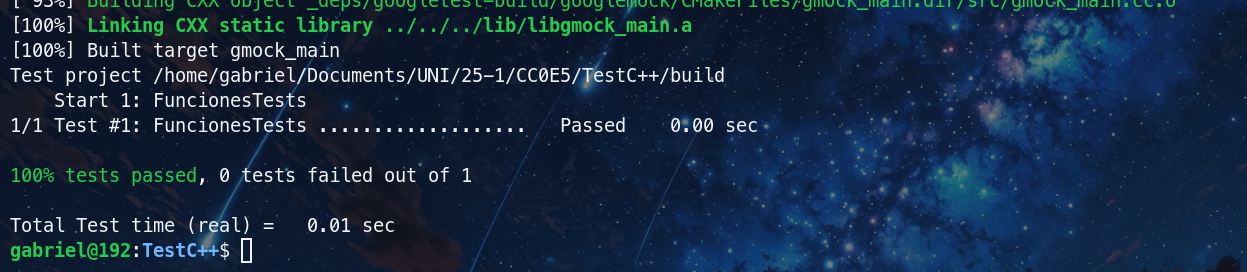 [ 93%] Building CXX object _deps/googletest-build/googlemock/CMakeFiles/gmock_main.dir/src/gmock_main.cc.o
[100%] Linking CXX static library ../../../lib/libgmock_main.a
[100%] Built target gmock_main
Test project /home/gabriel/Documents/UNI/25-1/CC0E5/TestC++/build
    Start 1: FuncionesTests
1/1 Test #1: FuncionesTests ...................   Passed    0.00 sec

100% tests passed, 0 tests failed out of 1

Total Test time (real) =   0.01 sec
gabriel@192:TestC++$